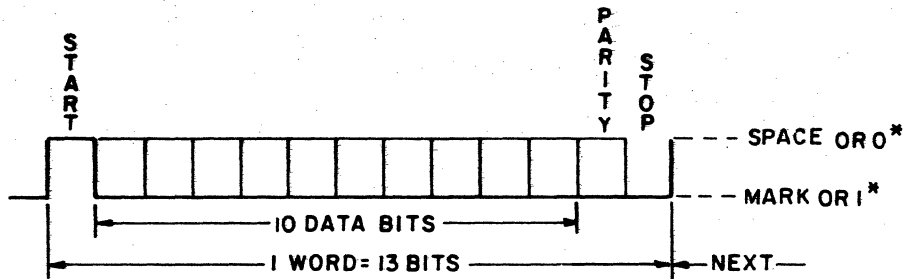 START
PARITY
STOP
SPACE OR 0*
MARK OR 1*
10 DATA BITS
1 WORD = 13 BITS
NEXT